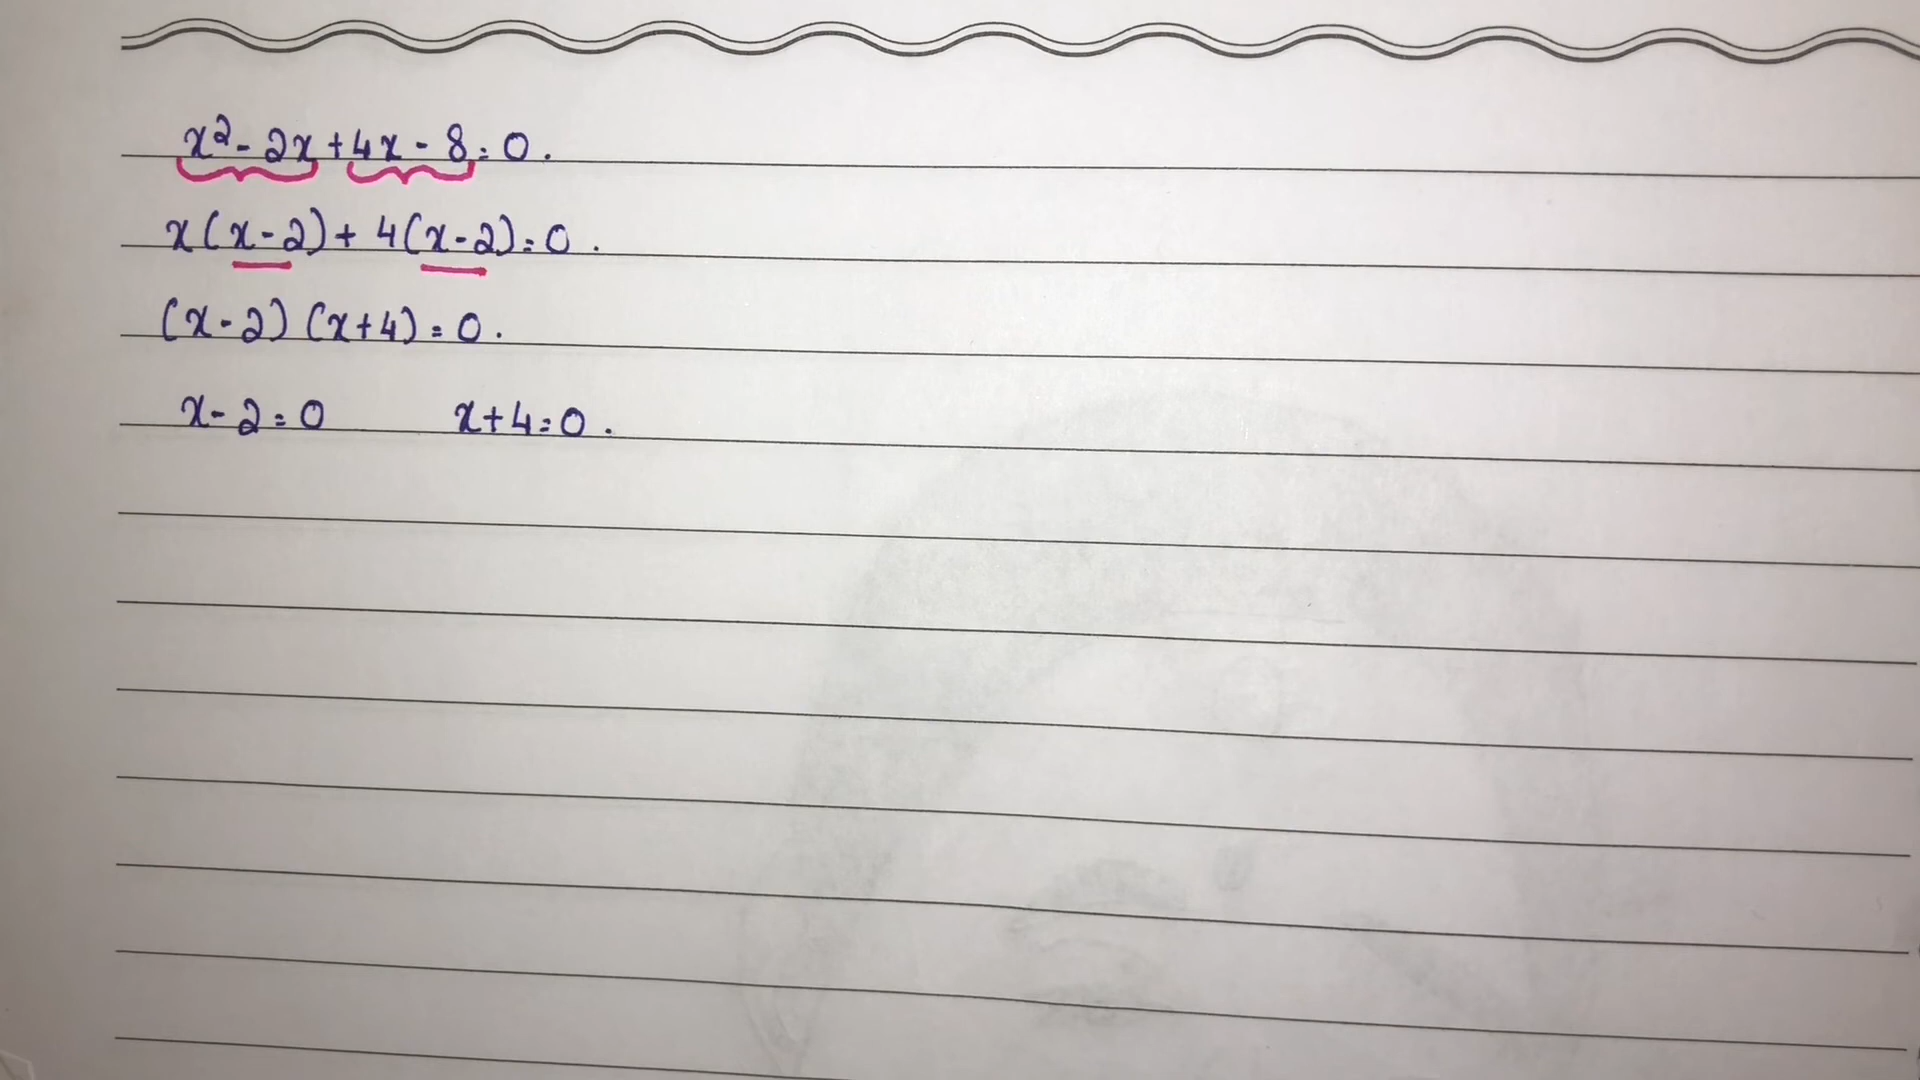 x² - 2x + 4x - 8 = 0.
x(x-2) + 4(x-2) = 0.
(x-2) (x+4) = 0.
x-2=0 x+4=0.